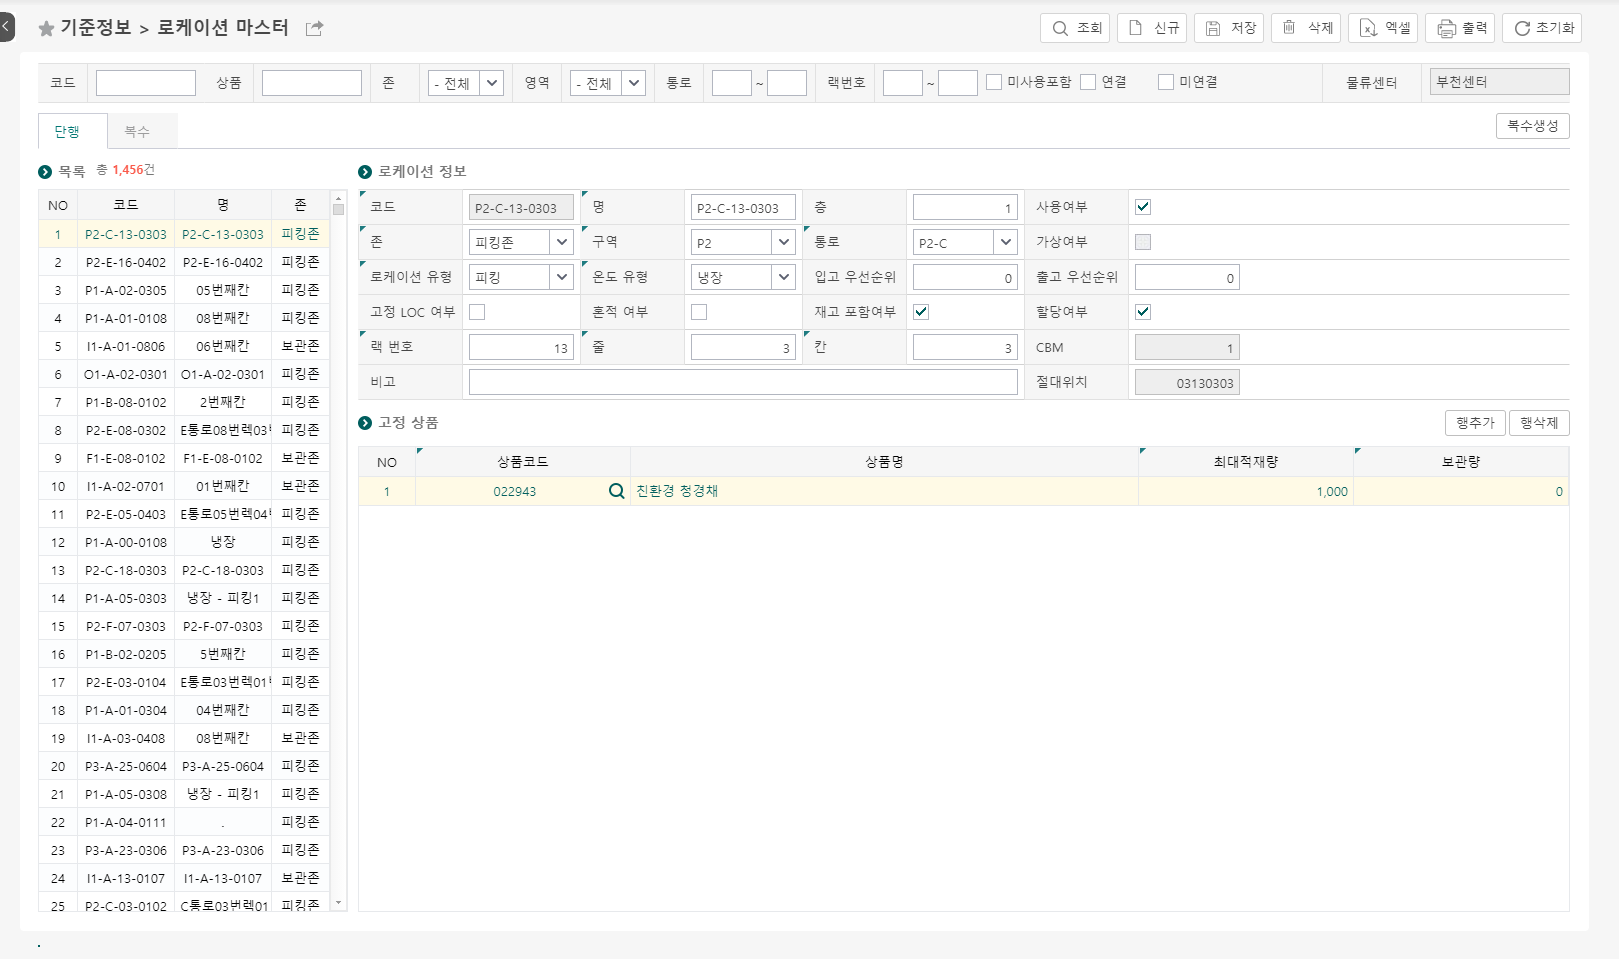 기준정보 > 로케이션 마스터
조회 신규 저장 삭제 엑셀 출력 초기화
코드 상품 존 - 전체 영역 - 전체 통로 ~ 랙번호 ~ 미사용포함 연결 미연결 물류센터 부천센터
단행 복수 복수생성
목록 총 1,456건
NO 코드 명 존
1 P2-C-13-0303 P2-C-13-0303 피킹존
2 P2-E-16-0402 P2-E-16-0402 피킹존
3 P1-A-02-0305 05번째칸 피킹존
4 P1-A-01-0108 08번째칸 피킹존
5 I1-A-01-0806 06번째칸 보관존
6 O1-A-02-0301 O1-A-02-0301 피킹존
7 P1-B-08-0102 2번째칸 피킹존
8 P2-E-08-0302 E통로08번렉03 피킹존
9 F1-E-08-0102 F1-E-08-0102 보관존
10 I1-A-02-0701 01번째칸 보관존
11 P2-E-05-0403 E통로05번렉04 피킹존
12 P1-A-00-0108 냉장 피킹존
13 P2-C-18-0303 P2-C-18-0303 피킹존
14 P1-A-05-0303 냉장 - 피킹1 피킹존
15 P2-F-07-0303 P2-F-07-0303 피킹존
16 P1-B-02-0205 5번째칸 피킹존
17 P2-E-03-0104 E통로03번렉01 피킹존
18 P1-A-01-0304 04번째칸 피킹존
19 I1-A-03-0408 08번째칸 보관존
20 P3-A-25-0604 P3-A-25-0604 피킹존
21 P1-A-05-0308 냉장 - 피킹1 피킹존
22 P1-A-04-0111 . 피킹존
23 P3-A-23-0306 P3-A-23-0306 피킹존
24 I1-A-13-0107 I1-A-13-0107 보관존
25 P2-C-03-0102 C통로03번렉01 피킹존
로케이션 정보
코드 P2-C-13-0303 명 P2-C-13-0303 층 1 사용여부
존 피킹존 구역 P2 통로 P2-C 가상여부
로케이션 유형 피킹 온도 유형 냉장 입고 우선순위 0 출고 우선순위 0
고정 LOC 여부 혼적 여부 재고 포함여부 할당여부
랙 번호 13 줄 3 칸 3 CBM 1
비고 절대위치 03130303
고정 상품 행추가 행삭제
NO 상품코드 상품명 최대적재량 보관량
1 022943 친환경 청경채 1,000 0